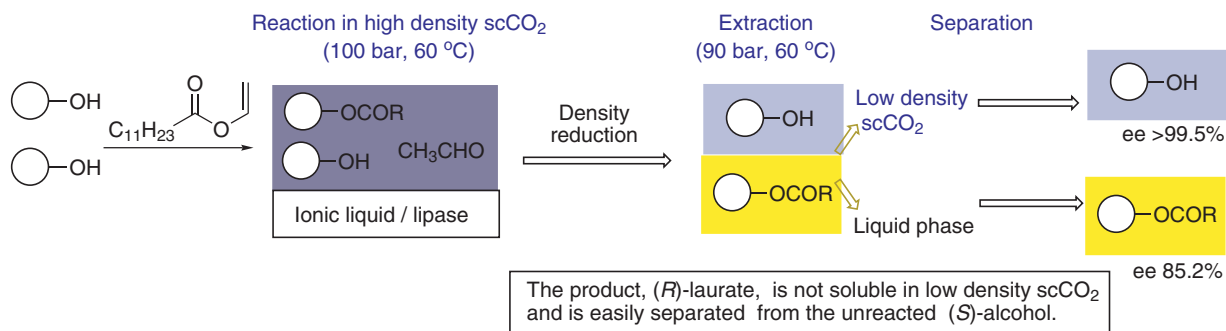 Reaction in high density scCO2
(100 bar, 60 °C)
Extraction
(90 bar, 60 °C)
Separation
OH
OH
O
C11H23
O
OCOR
OH
CH3CHO
Ionic liquid / lipase
Density
reduction
OH
OCOR
Low density
scCO2
Liquid phase
OH
ee >99.5%
OCOR
ee 85.2%
The product, (R)-laurate, is not soluble in low density scCO2
and is easily separated from the unreacted (S)-alcohol.